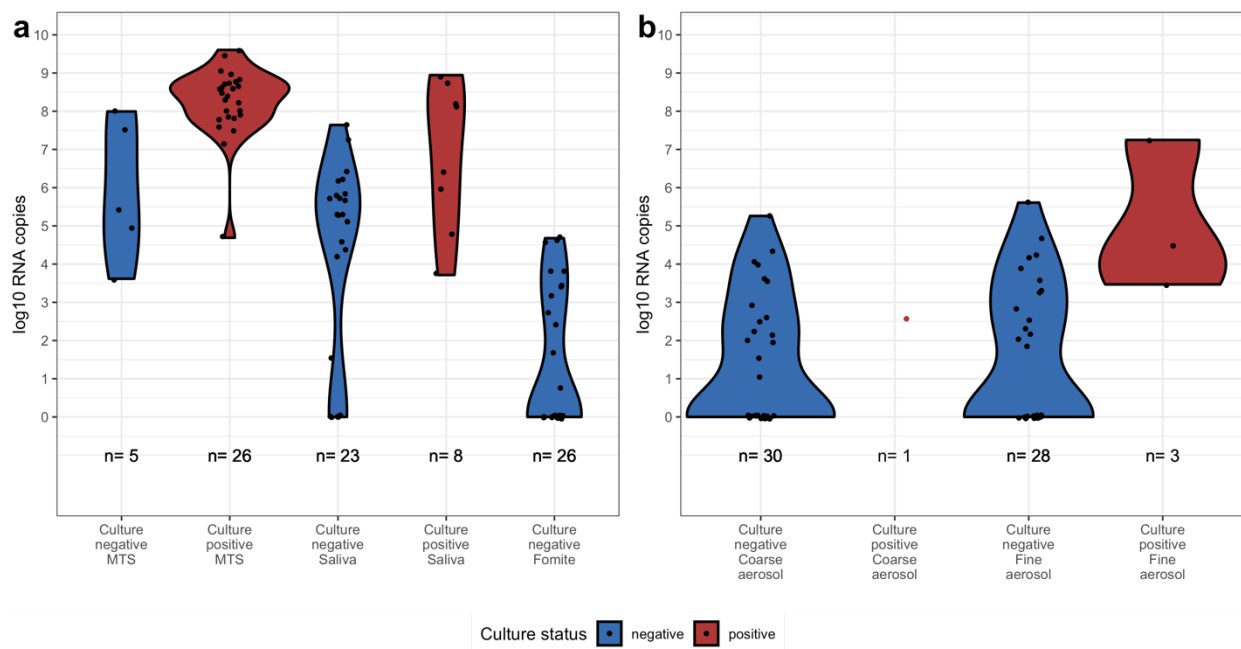 a
log10 RNA copies
10
9
8
7
6
5
4
3
2
1
0
n= 5
n= 26
n= 23
n= 8
n= 26
Culture
negative
MTS
Culture
positive
MTS
Culture
negative
Saliva
Culture
positive
Saliva
Culture
negative
Fomite
b
log10 RNA copies
10
9
8
7
6
5
4
3
2
1
0
n= 30
n= 1
n= 28
n= 3
Culture
negative
Coarse
aerosol
Culture
positive
Coarse
aerosol
Culture
negative
Fine
aerosol
Culture
positive
Fine
aerosol
Culture status negative positive